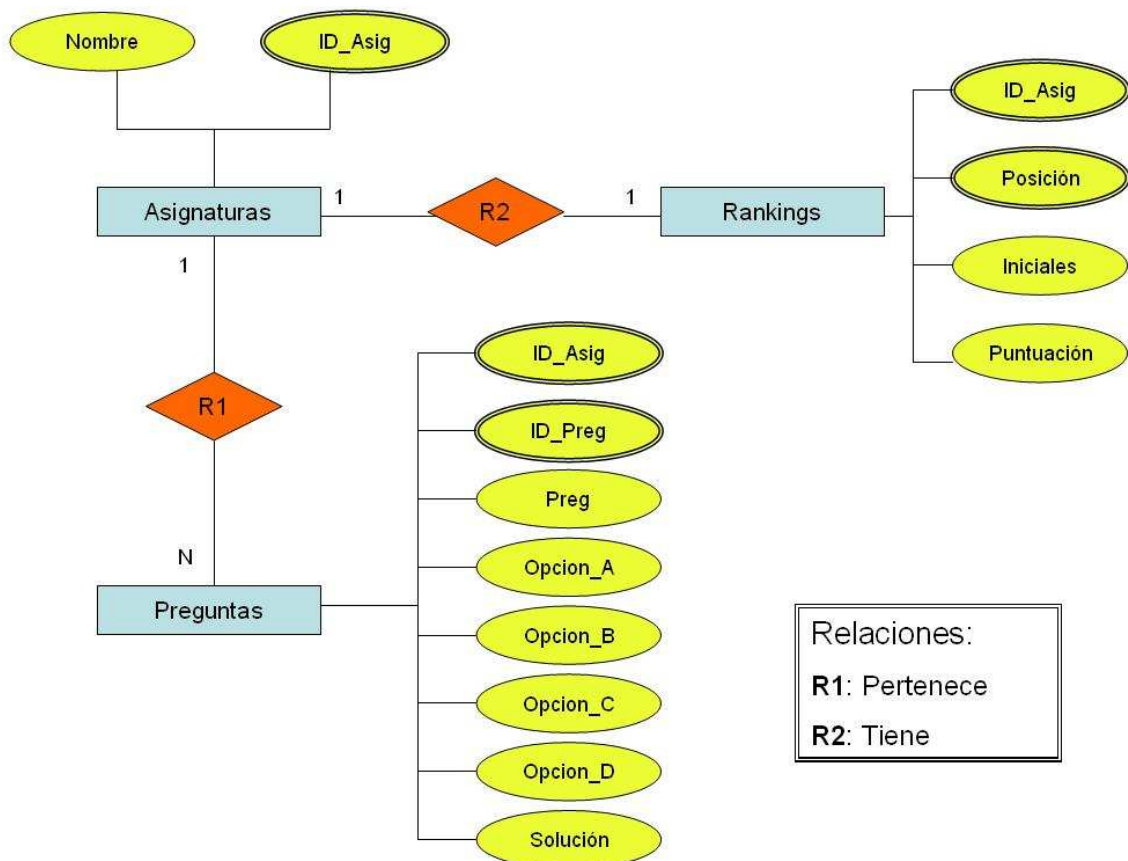 Nombre
ID_Asig
ID_Asig
Posición
Asignaturas
1
R2
1
Rankings
1
Iniciales
ID_Asig
Puntuación
R1
ID_Preg
Preg
N
Opcion_A
Preguntas
Opcion_B
Relaciones:
R1: Pertenece
Opcion_C
R2: Tiene
Opcion_D
Solución